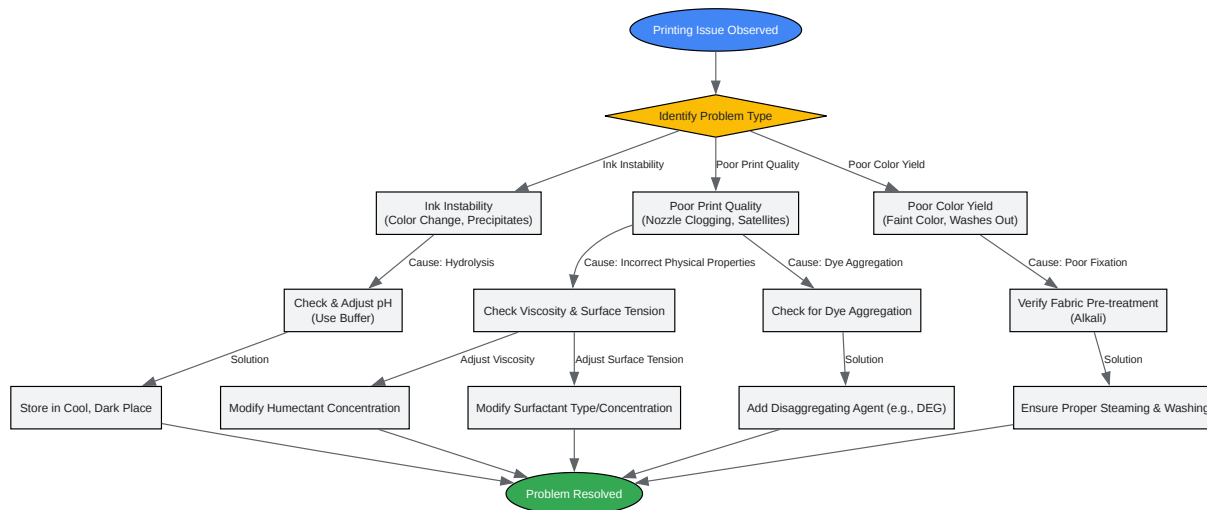 Printing Issue Observed
Identify Problem Type
Ink Instability
Poor Print Quality
Poor Color Yield
Ink Instability
(Color Change, Precipitates)
Poor Print Quality
(Nozzle Clogging, Satellites)
Poor Color Yield
(Faint Color, Washes Out)
Cause: Hydrolysis
Cause: Incorrect Physical Properties
Cause: Dye Aggregation
Cause: Poor Fixation
Check & Adjust pH
(Use Buffer)
Check Viscosity & Surface Tension
Check for Dye Aggregation
Verify Fabric Pre-treatment
(Alkali)
Solution
Adjust Viscosity
Adjust Surface Tension
Solution
Solution
Store in Cool, Dark Place
Modify Humectant Concentration
Modify Surfactant Type/Concentration
Add Disaggregating Agent (e.g., DEG)
Ensure Proper Steaming & Washing
Problem Resolved